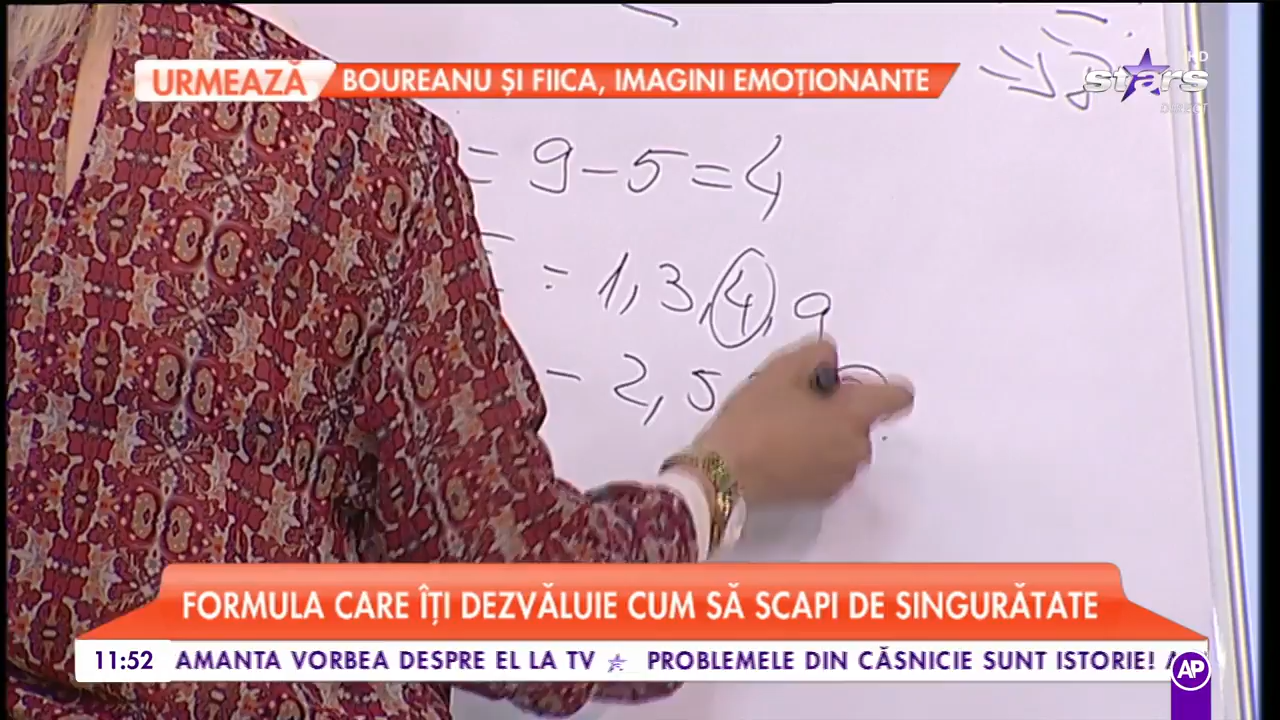 URMEAZĂ BOUREANU ȘI FIICA, IMAGINI EMOȚIONANTE
stars
HD
DIRECT
= 9-5=4
1,3,4,9
- 2,5
FORMULA CARE ÎȚI DEZVĂLUIE CUM SĂ SCAPI DE SINGURĂTATE
11:52 AMANTA VORBEA DESPRE EL LA TV PROBLEMELE DIN CĂSNICIE SUNT ISTORIE! A
AP